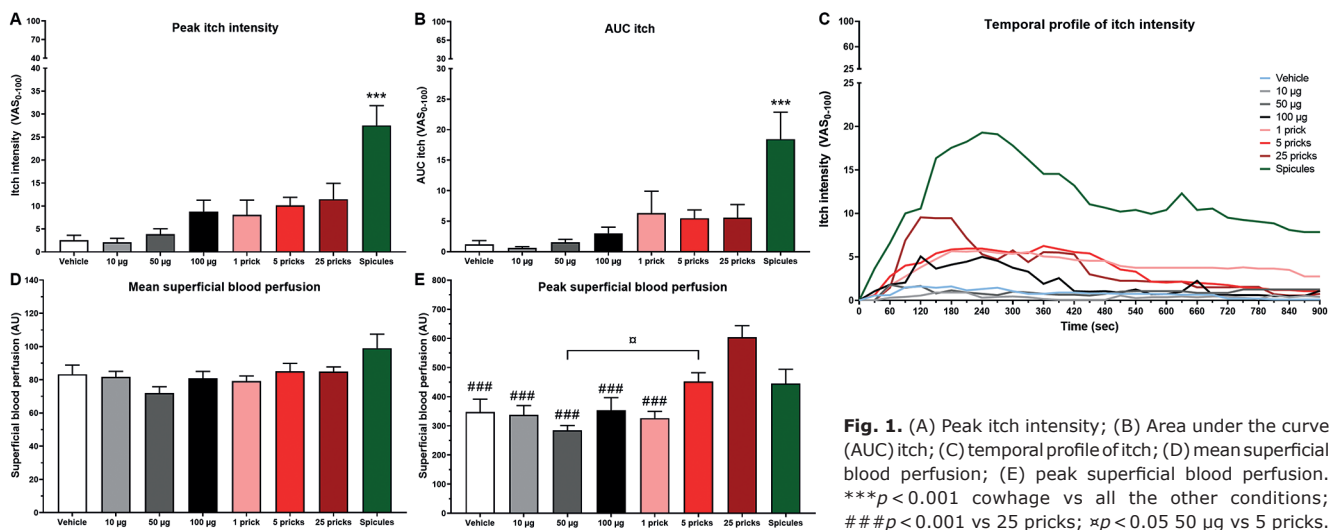 A
Peak itch intensity
Itch intensity (VAS0-100)
100
70
40
35
30
25
20
15
10
5
0
***
Vehicle
10 µg
50 µg
100 µg
1 prick
5 pricks
25 pricks
Spicules
B
AUC itch
AUC itch (VAS0-100)
100
65
30
25
20
15
10
5
0
***
Vehicle
10 µg
50 µg
100 µg
1 prick
5 pricks
25 pricks
Spicules
C
Temporal profile of itch intensity
Itch intensity (VAS0-100)
100
50
25
20
15
10
5
0
Vehicle
10 µg
50 µg
100 µg
1 prick
5 pricks
25 pricks
Spicules
0 60 120 180 240 300 360 420 480 540 600 660 720 780 840 900
Time (sec)
D
Mean superficial blood perfusion
Superficial blood perfusion (AU)
140
120
100
80
60
40
20
0
Vehicle
10 µg
50 µg
100 µg
1 prick
5 pricks
25 pricks
Spicules
E
Peak superficial blood perfusion
Superficial blood perfusion (AU)
800
700
600
500
400
300
200
100
0
###
###
###
###
###
¤
Vehicle
10 µg
50 µg
100 µg
1 prick
5 pricks
25 pricks
Spicules
Fig. 1. (A) Peak itch intensity; (B) Area under the curve
(AUC) itch; (C) temporal profile of itch; (D) mean superficial
blood perfusion; (E) peak superficial blood perfusion.
***p < 0.001 cowhage vs all the other conditions;
###p < 0.001 vs 25 pricks; ¤p < 0.05 50 µg vs 5 pricks.